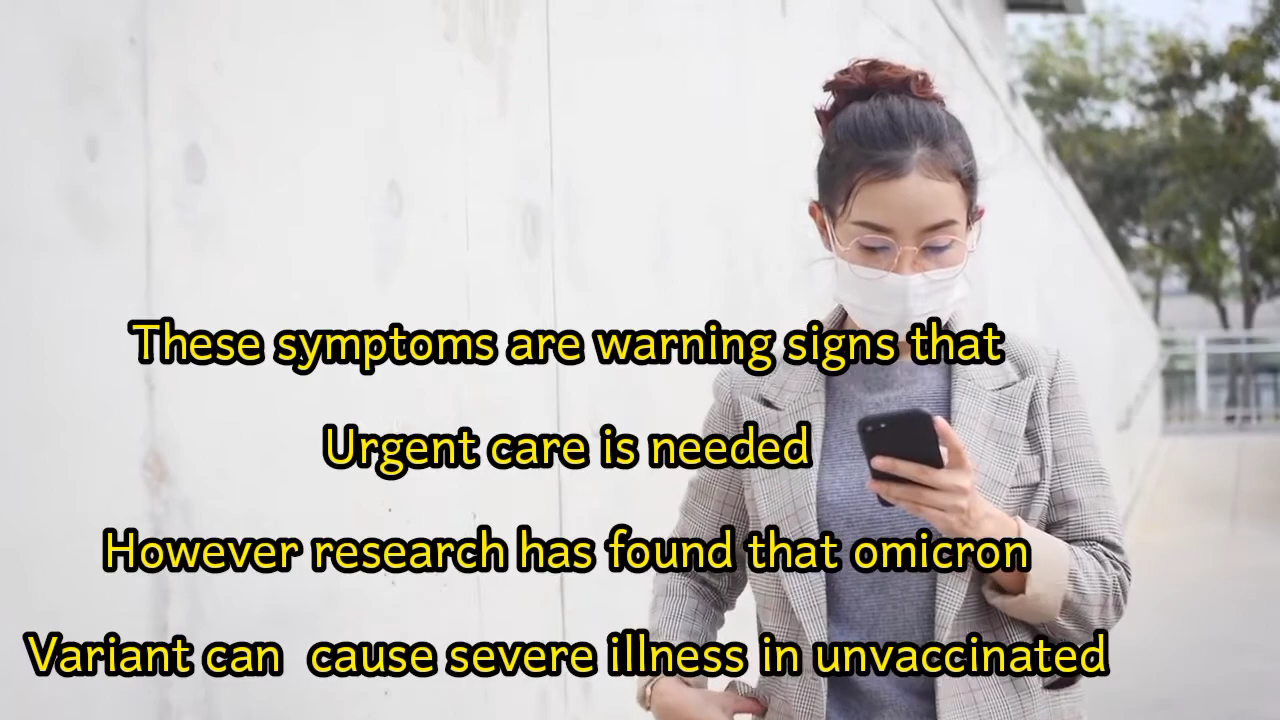 These symptoms are warning signs that
Urgent care is needed
However research has found that omicron
Variant can  cause severe illness in unvaccinated